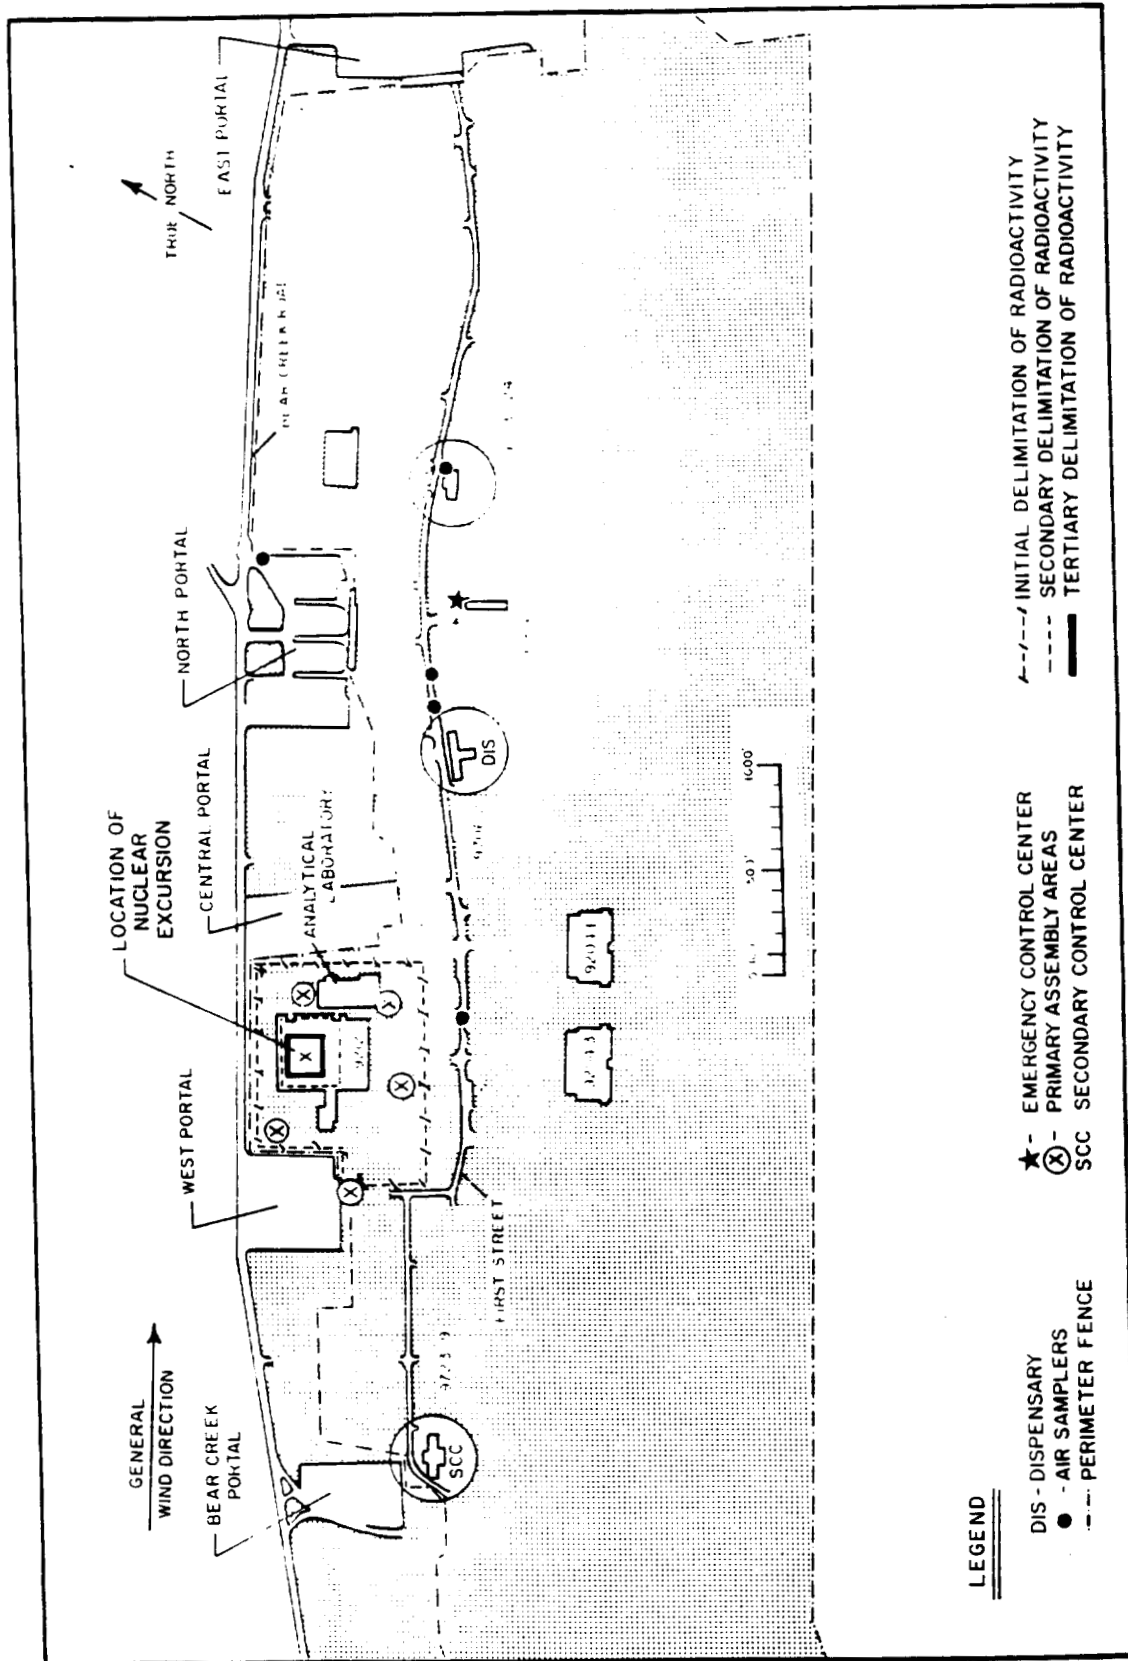 GENERAL
WIND DIRECTION
BEAR CREEK
PORTAL
WEST PORTAL
LOCATION OF
NUCLEAR
EXCURSION
CENTRAL PORTAL
NORTH PORTAL
TRUE NORTH
EAST PORTAL
ANALYTICAL
LABORATORY
X
X
X
X
X
X
SCC
FIRST STREET
DIS
500'
1000'
LEGEND
DIS - DISPENSARY
● - AIR SAMPLERS
-·-·- PERIMETER FENCE
★ - EMERGENCY CONTROL CENTER
Ⓧ - PRIMARY ASSEMBLY AREAS
SCC SECONDARY CONTROL CENTER
/--/--/ INITIAL DELIMITATION OF RADIOACTIVITY
---- SECONDARY DELIMITATION OF RADIOACTIVITY
TERTIARY DELIMITATION OF RADIOACTIVITY